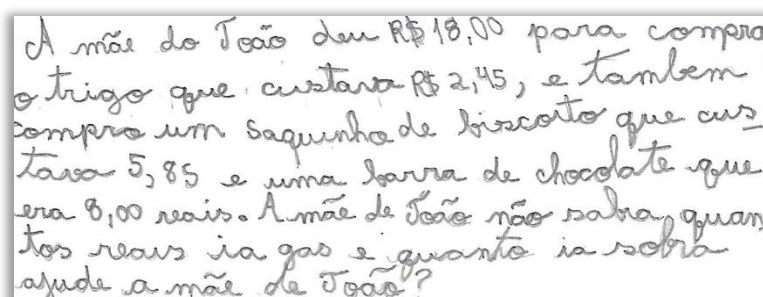 A mãe do João deu R$ 18,00 para compra
o trigo que custava R$ 2,45, e tambem
compra um saquinho de biscoito que cus
tava 5,85 e uma barra de chocolate que
era 8,00 reais. A mãe de João não sabia quan
tos reais ia gas e quanto ia sobra
ajude a mãe de João?